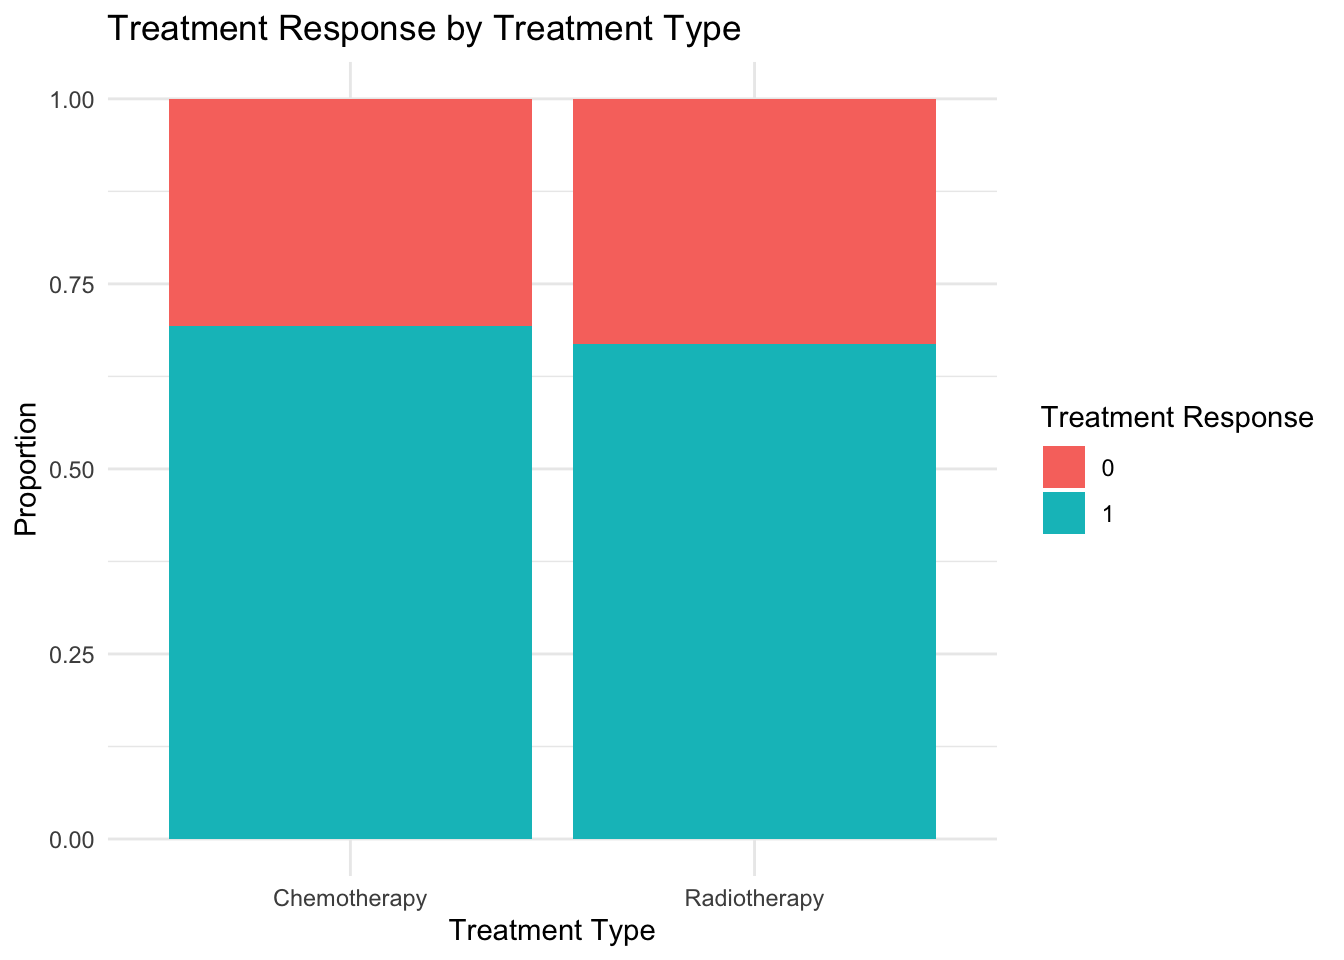 Treatment Response by Treatment Type
1.00
0.75
0.50
0.25
0.00
Proportion
Chemotherapy
Radiotherapy
Treatment Type
Treatment Response
0
1